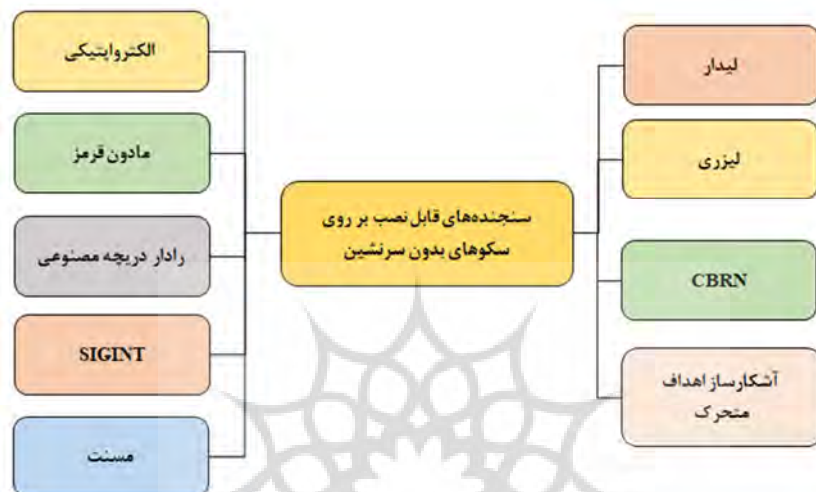 سنجنده‌های قابل نصب بر روی
سکوهای بدون سرنشین
لیدار
لیزری
CBRN
آشکارساز اهداف
متحرک
الکترواپتیکی
مادون قرمز
رادار دریچه مصنوعی
SIGINT
مسنت